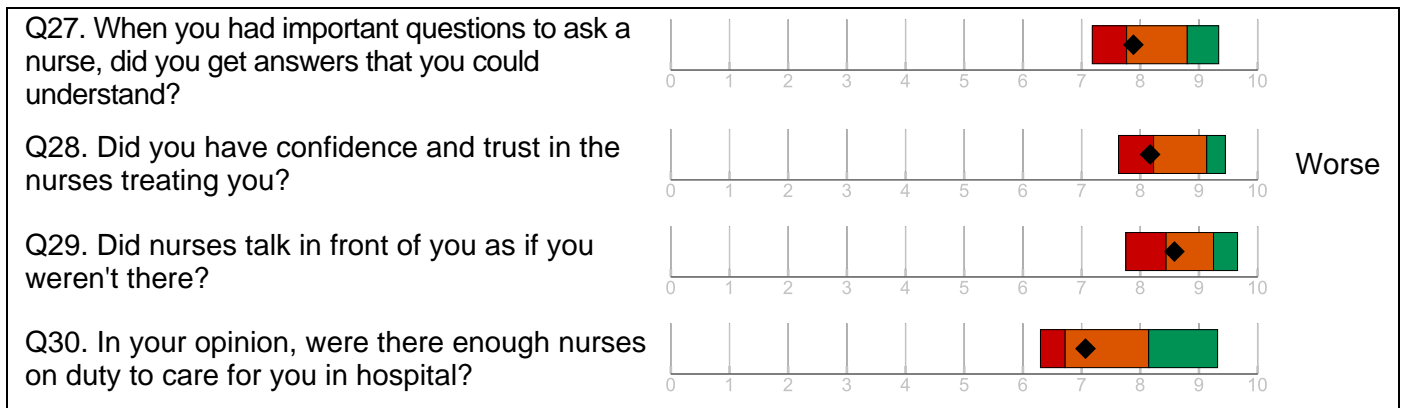 Q27. When you had important questions to ask a
nurse, did you get answers that you could
understand?
0 1 2 3 4 5 6 7 8 9 10
Q28. Did you have confidence and trust in the
nurses treating you?
0 1 2 3 4 5 6 7 8 9 10
Worse
Q29. Did nurses talk in front of you as if you
weren't there?
0 1 2 3 4 5 6 7 8 9 10
Q30. In your opinion, were there enough nurses
on duty to care for you in hospital?
0 1 2 3 4 5 6 7 8 9 10